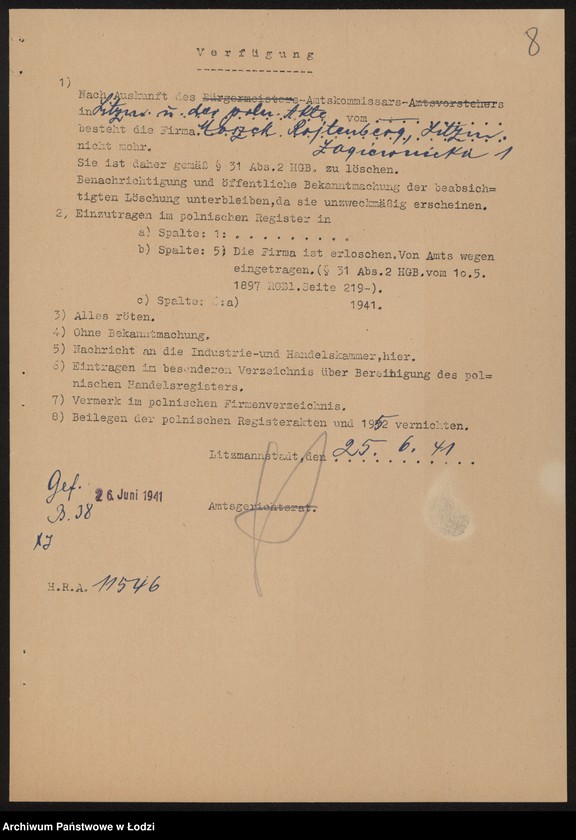 8
Verfügung
1)
Nach Auskunft des Bürgermeisters-Amtskommissars-Amtsvorstehers
in Litzm. u. der poln. Akte vom . . . .
besteht die Firma: Rojtenberg, Litzm.
nicht mehr. Zagiewnicka 1
Sie ist daher gemäß § 31 Abs.2 HGB. zu löschen.
Benachrichtigung und öffentliche Bekanntmachung der beabsich=
tigten Löschung unterbleiben,da sie unzweckmäßig erscheinen.
2, Einzutragen im polnischen Register in
a) Spalte: 1: . . . . . . . . . .
b) Spalte: 5: Die Firma ist erloschen.Von Amts wegen
eingetragen.(§ 31 Abs.2 HGB.vom 1o.5.
1897 RGBl.Seite 219-).
c) Spalte: :a) 1941.
3) Alles röten.
4) Ohne Bekanntmachung.
5) Nachricht an die Industrie-und Handelskammer,hier.
6) Eintragen im besonderen Verzeichnis über Bereinigung des pol=
nischen Handelsregisters.
7) Vermerk im polnischen Firmenverzeichnis.
8) Beilegen der polnischen Registerakten und 1952 vernichten.
Litzmannstadt,den 25. 6. 41
Gef. 26. Juni 1941
B. 38
Amtsgerichtsrat.
H.R.A. 11546
Archiwum Państwowe w Łodzi